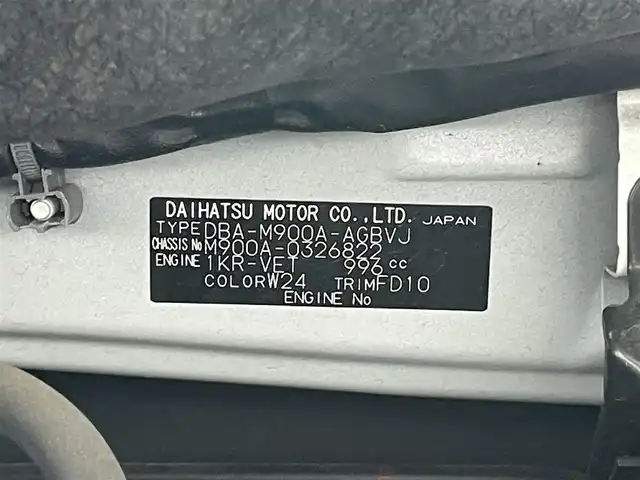 DAIHATSU MOTOR CO.,LTD. JAPAN
TYPE DBA-M900A-AGBVJ
CHASSIS No M900A-0326822
ENGINE 1KR-VET 996 cc
COLOR W24 TRIM FD10
ENGINE No